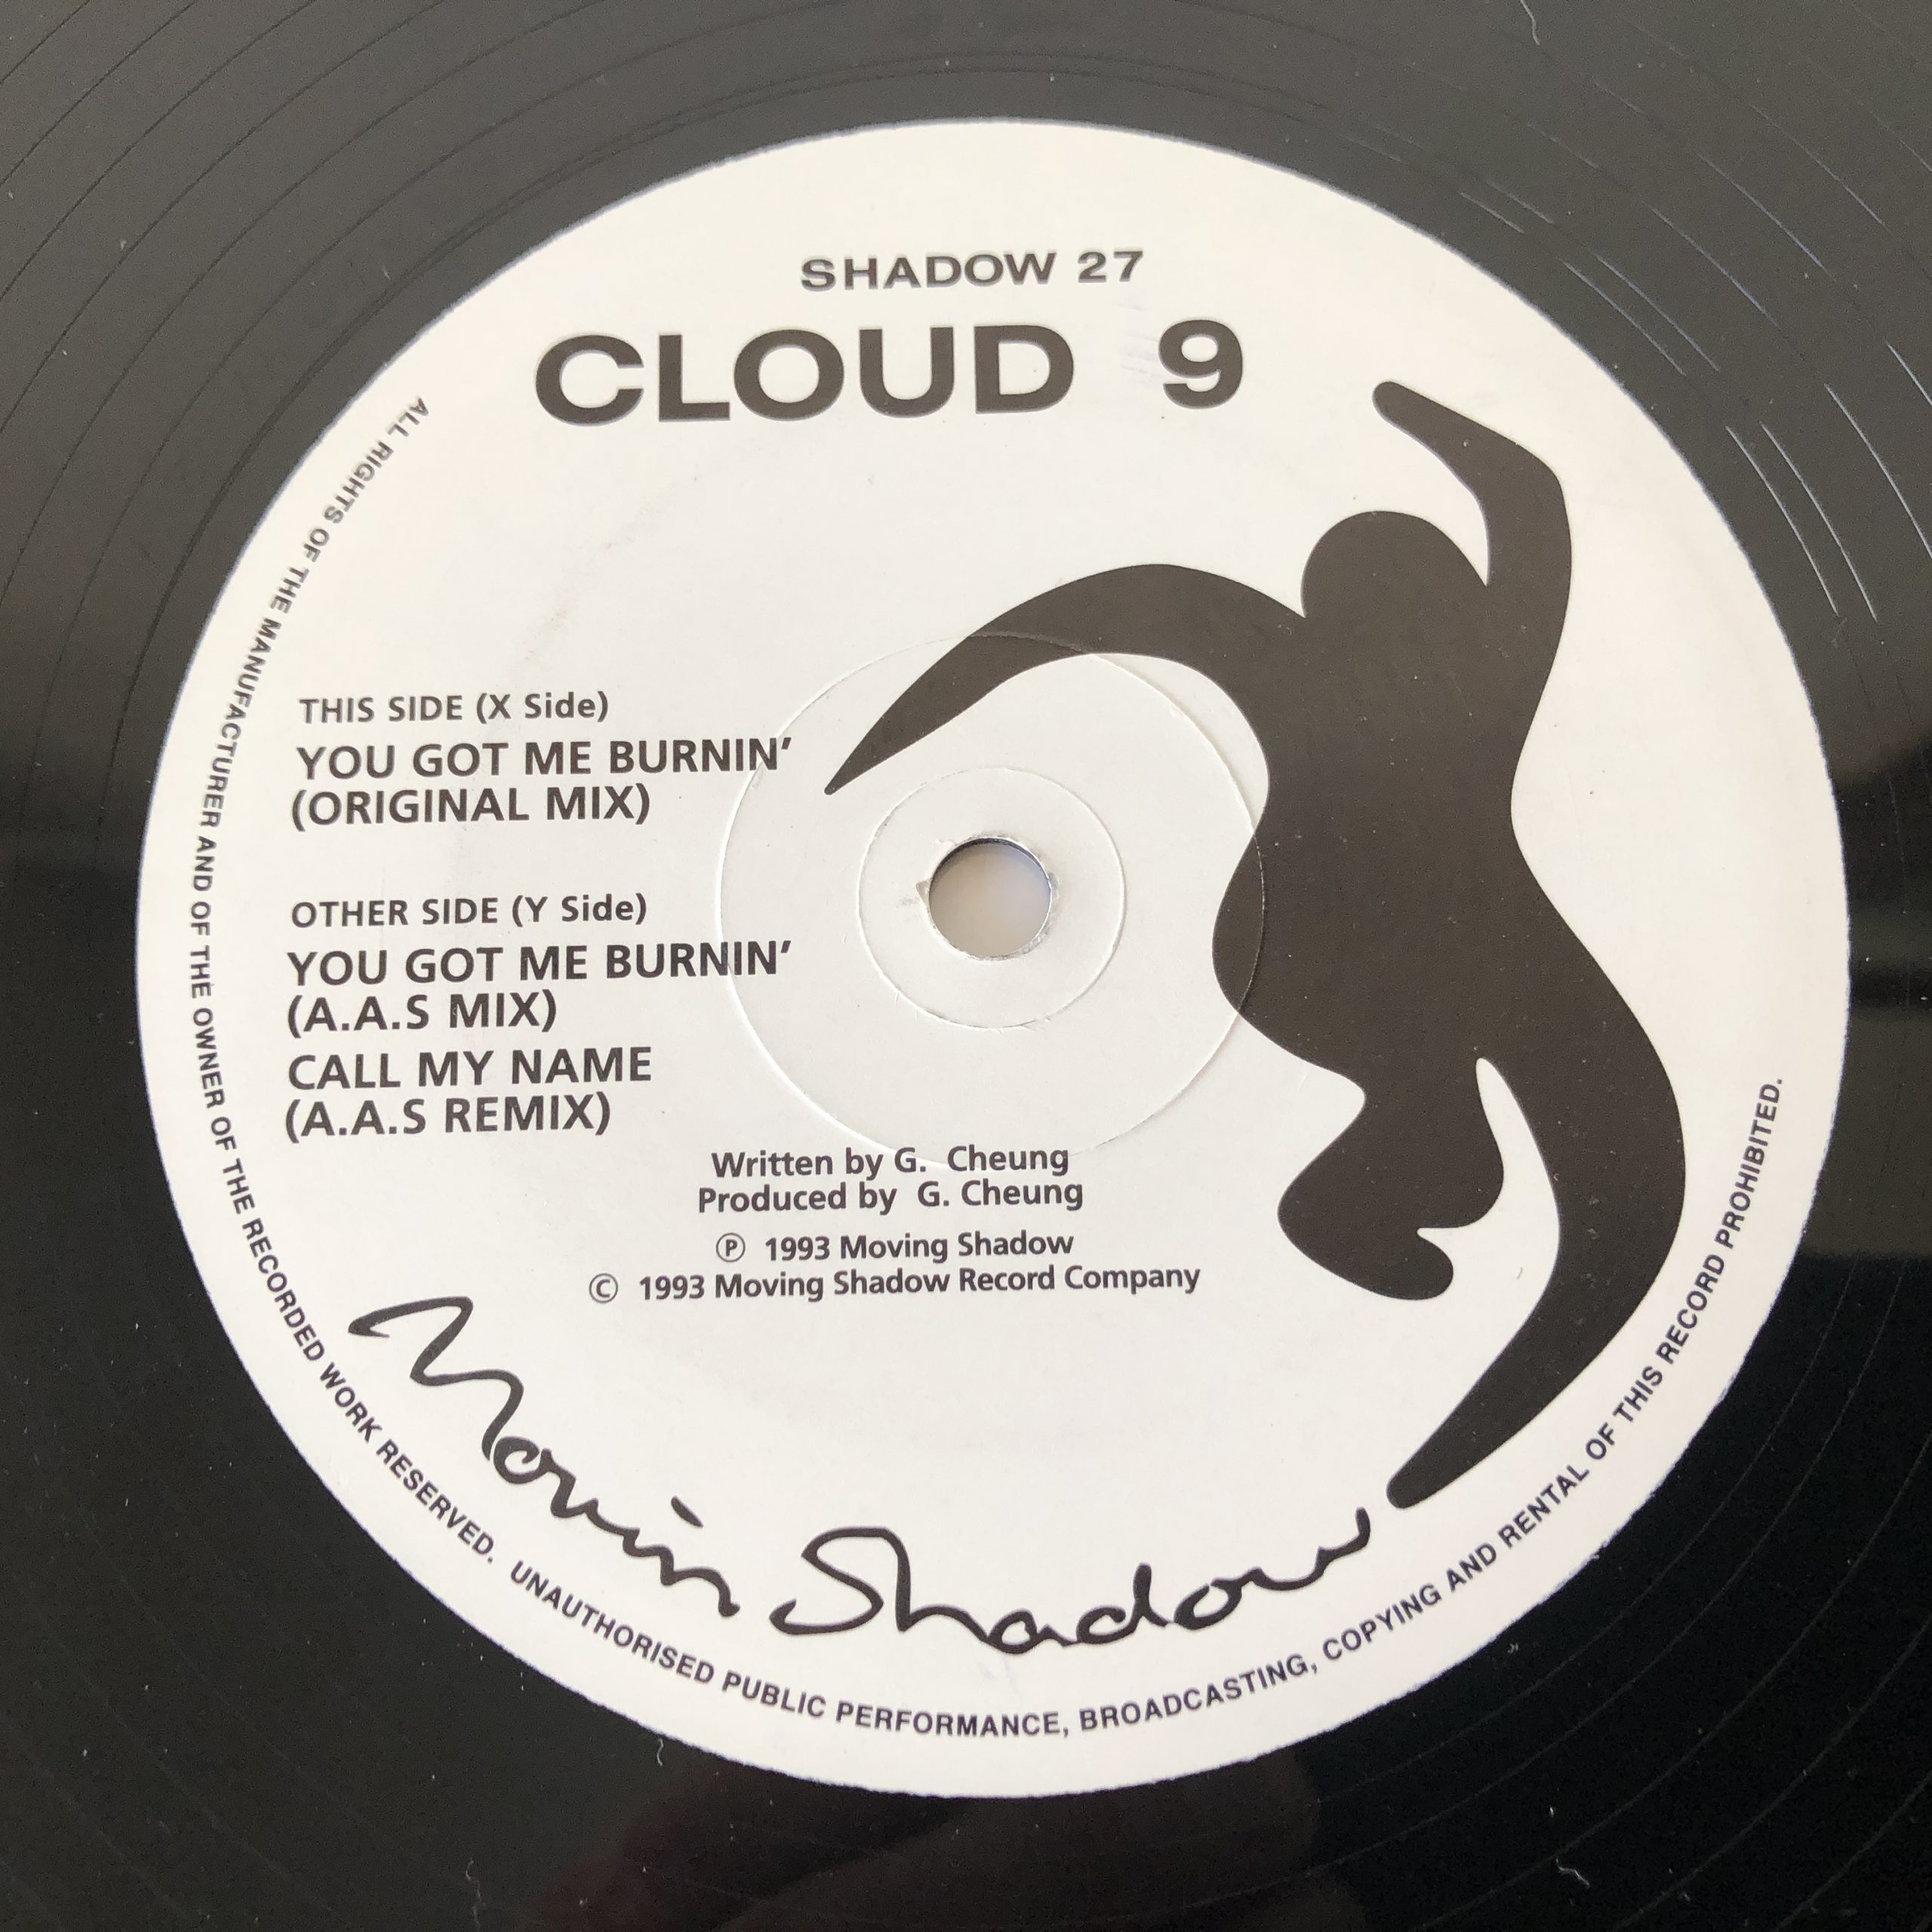 SHADOW 27
CLOUD 9
THIS SIDE (X Side)
YOU GOT ME BURNIN’
(ORIGINAL MIX)
OTHER SIDE (Y Side)
YOU GOT ME BURNIN’
(A.A.S MIX)
CALL MY NAME
(A.A.S REMIX)
Written by G. Cheung
Produced by G. Cheung
Ⓟ 1993 Moving Shadow
© 1993 Moving Shadow Record Company
Movin Shadow
ALL RIGHTS OF THE MANUFACTURER AND OF THE OWNER OF THE RECORDED WORK RESERVED. UNAUTHORISED PUBLIC PERFORMANCE, BROADCASTING, COPYING AND RENTAL OF THIS RECORD PROHIBITED.